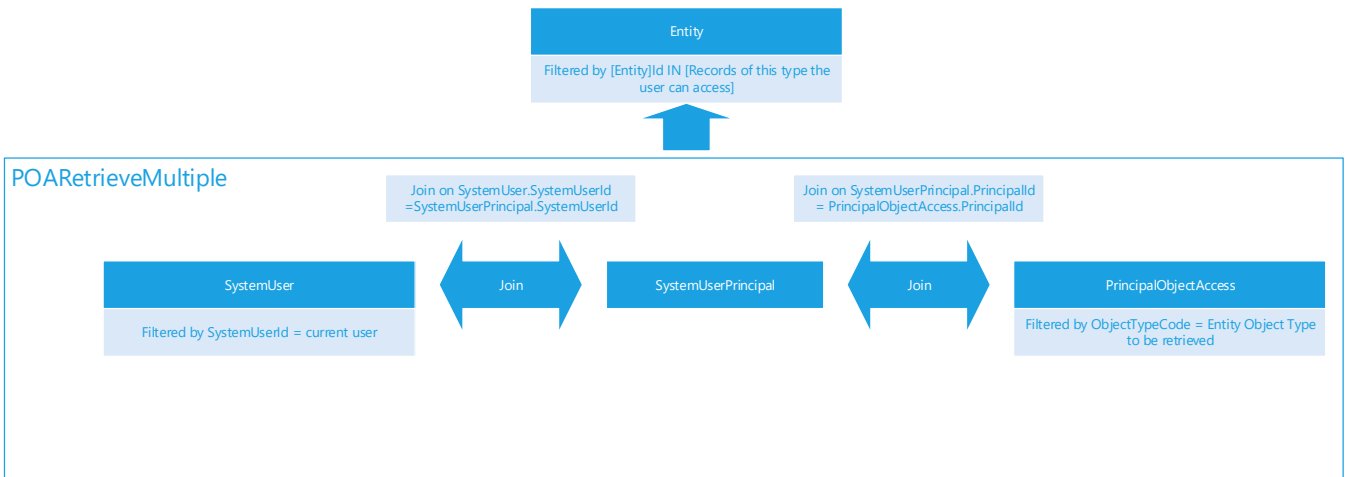 Entity
Filtered by [Entity]Id IN [Records of this type the
user can access]
POARetrieveMultiple
Join on SystemUser.SystemUserId
=SystemUserPrincipal.SystemUserId
Join on SystemUserPrincipal.PrincipalId
= PrincipalObjectAccess.PrincipalId
SystemUser
Join
SystemUserPrincipal
Join
PrincipalObjectAccess
Filtered by SystemUserId = current user
Filtered by ObjectTypeCode = Entity Object Type
to be retrieved